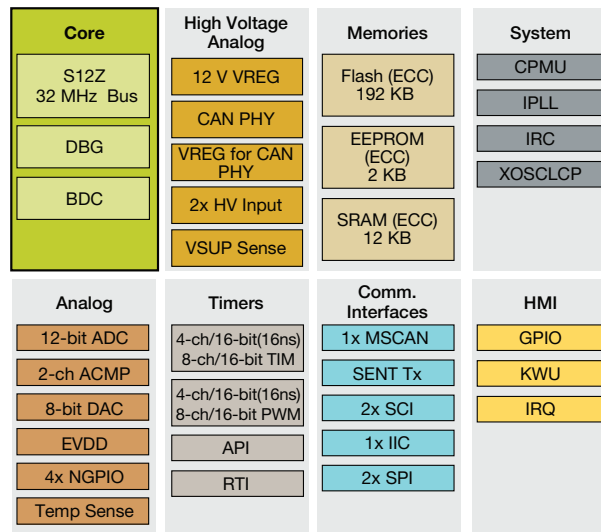 Core
S12Z
32 MHz Bus
DBG
BDC
High Voltage
Analog
12 V VREG
CAN PHY
VREG for CAN
PHY
2x HV Input
VSUP Sense
Memories
Flash (ECC)
192 KB
EEPROM
(ECC)
2 KB
SRAM (ECC)
12 KB
System
CPMU
IPLL
IRC
XOSCLCP
Analog
12-bit ADC
2-ch ACMP
8-bit DAC
EVDD
4x NGPIO
Temp Sense
Timers
4-ch/16-bit(16ns)
8-ch/16-bit TIM
4-ch/16-bit(16ns)
8-ch/16-bit PWM
API
RTI
Comm.
Interfaces
1x MSCAN
SENT Tx
2x SCI
1x IIC
2x SPI
HMI
GPIO
KWU
IRQ